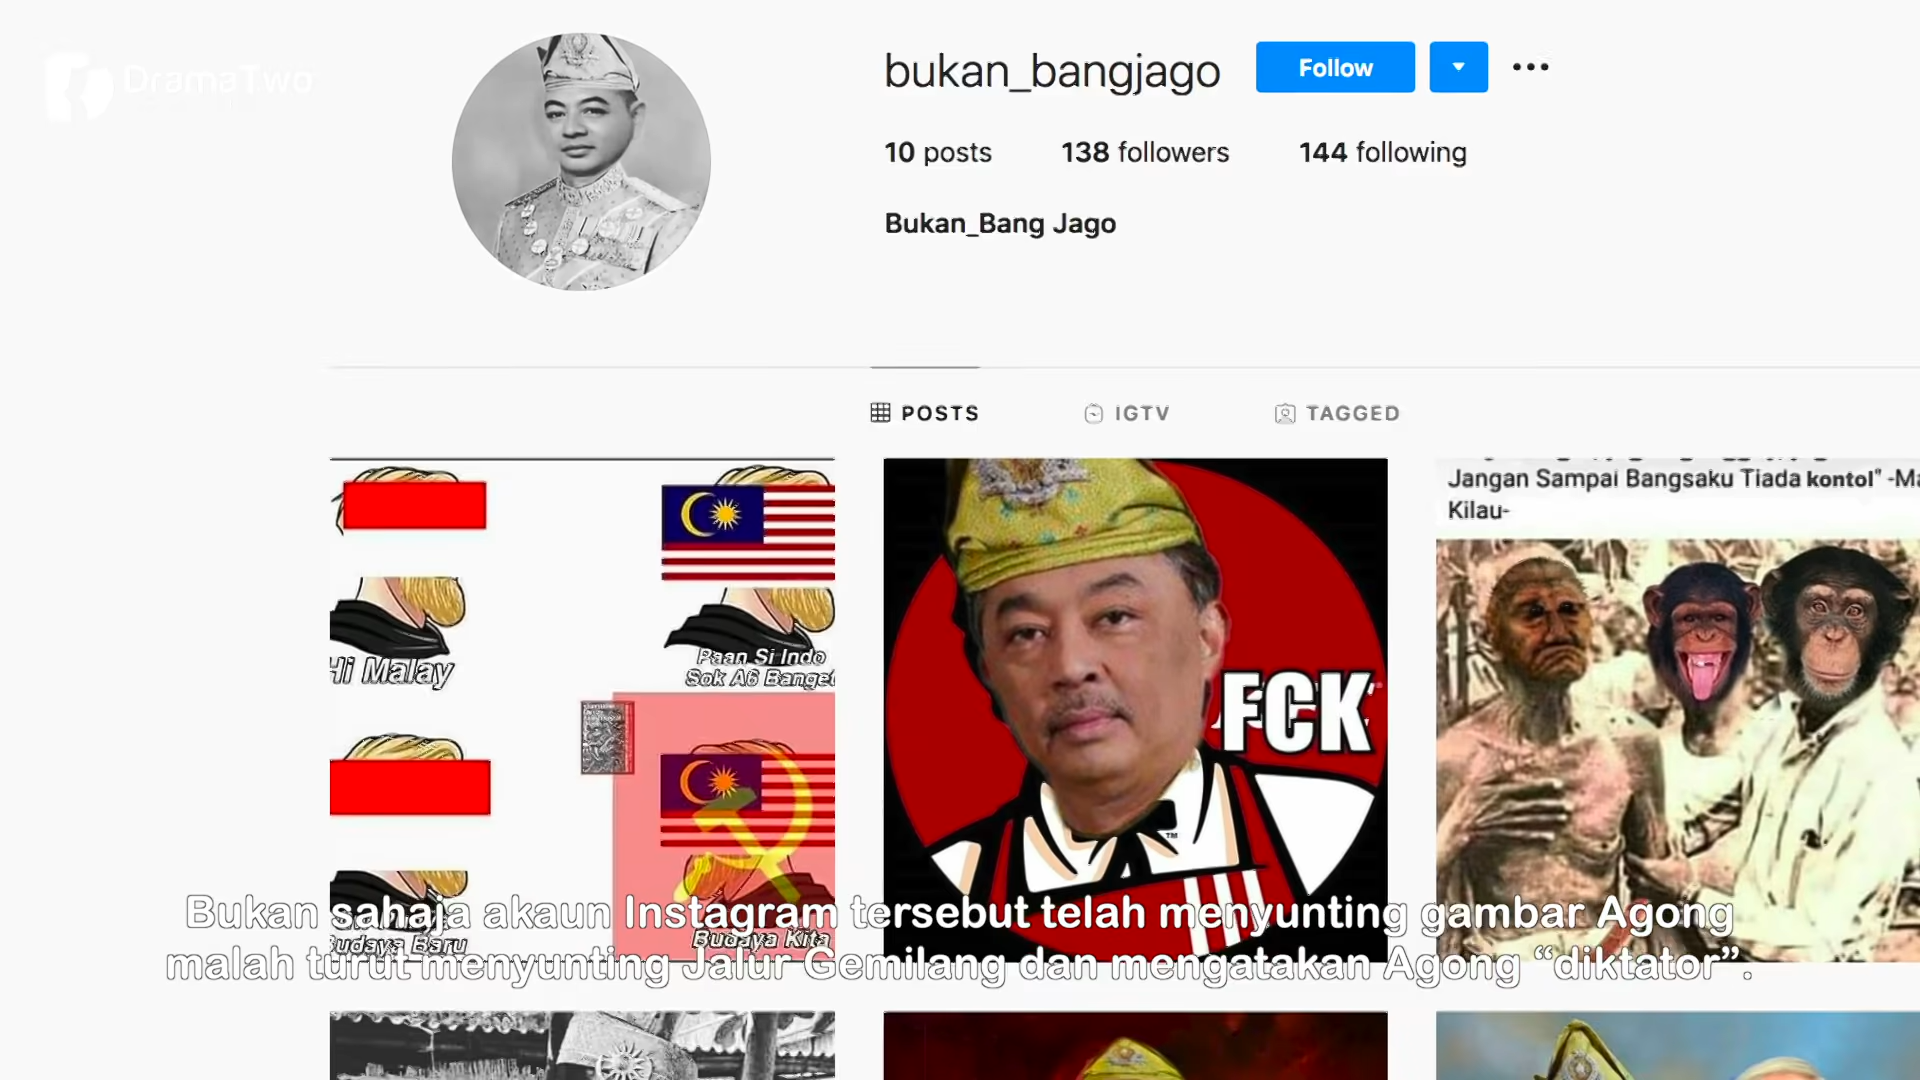 DramaTwo
bukan_bangjago
Follow
10 posts
138 followers
144 following
Bukan_Bang Jago
POSTS
IGTV
TAGGED
Hi Malay
Paan Si Indo
Sok A6 Banget
Budaya Baru
Budaya Kita
FCK
TM
Jangan Sampai Bangsaku Tiada kontol" -Ma
Kilau-
Bukan sahaja akaun Instagram tersebut telah menyunting gambar Agong
malah turut menyunting Jalur Gemilang dan mengatakan Agong “diktator”.